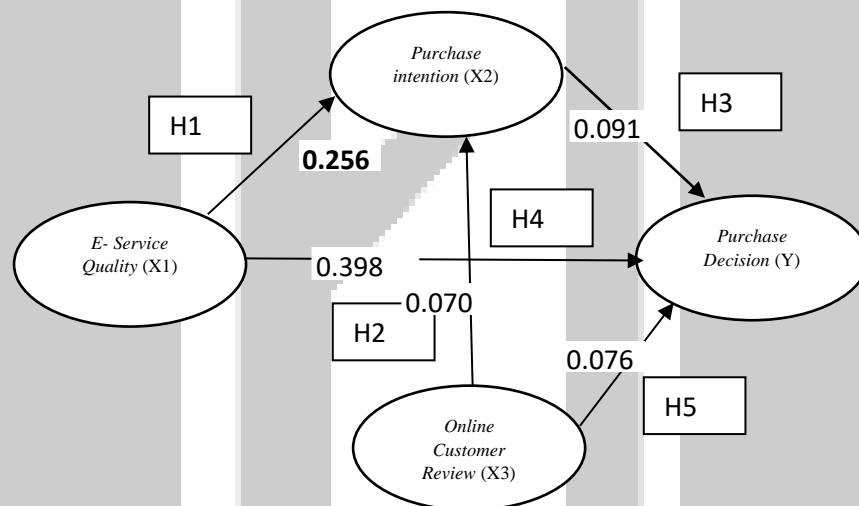 Purchase
intention (X2)
H3
H1
0.091
0.256
H4
E- Service
Quality (X1)
Purchase
Decision (Y)
0.398
0.070
H2
0.076
H5
Online
Customer
Review (X3)